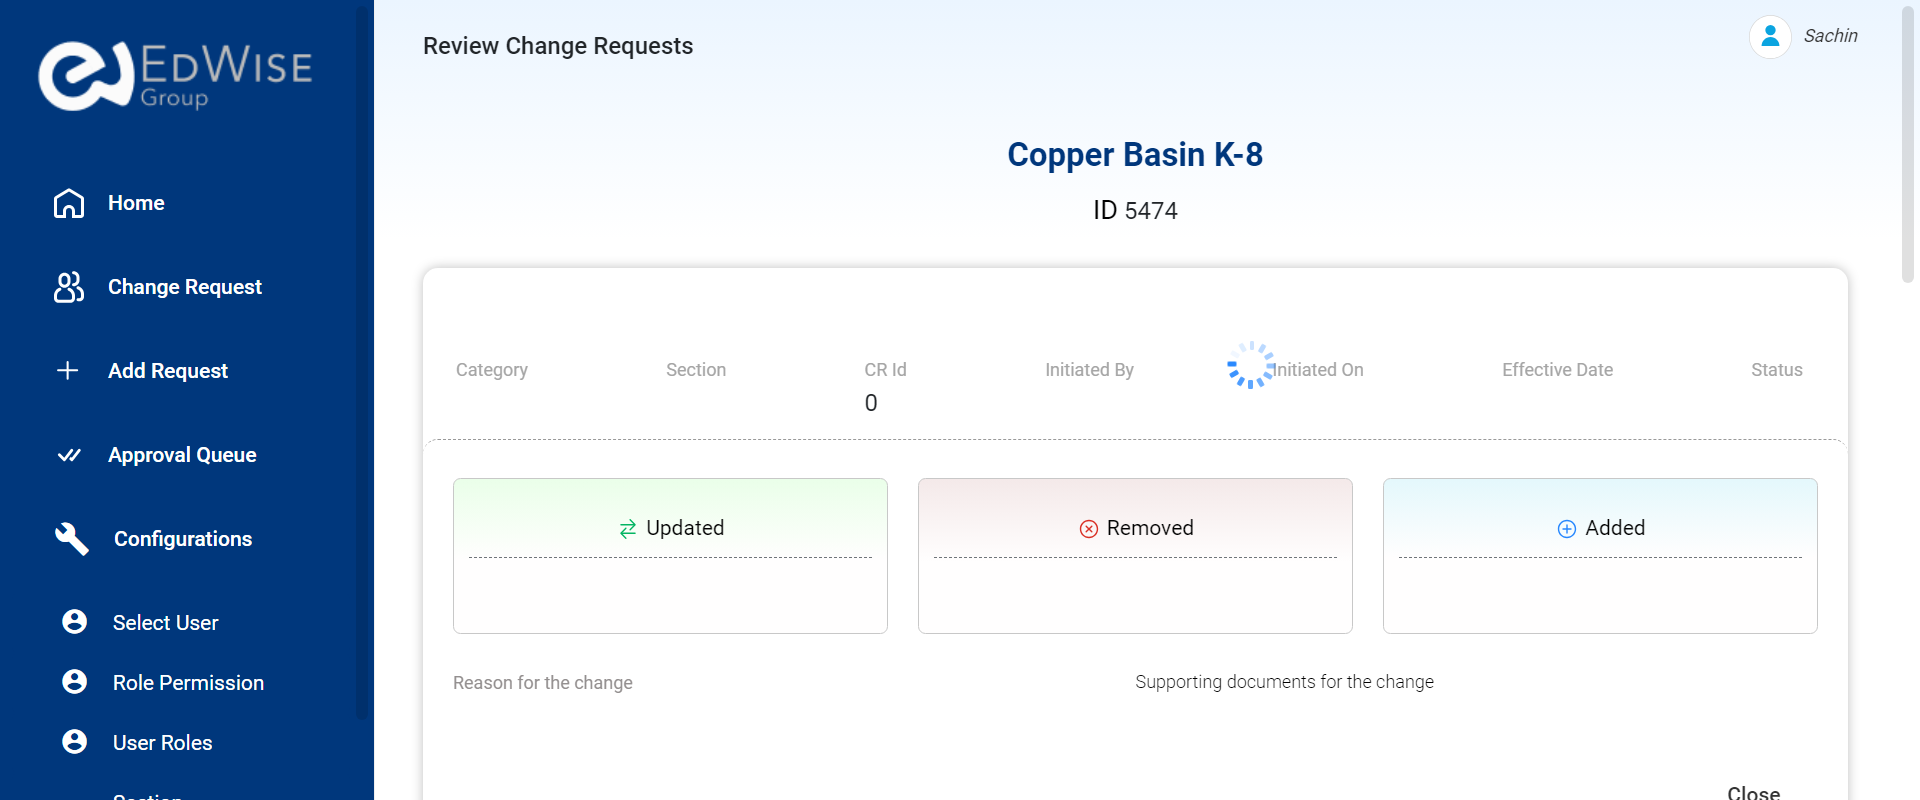 EDWISE
Group
Review Change Requests
Sachin
Copper Basin K-8
ID 5474
Home
Change Request
Add Request
Approval Queue
Configurations
Select User
Role Permission
User Roles
Section
Category Section CR Id Initiated By Initiated On Effective Date Status
0
Updated Removed Added
Reason for the change Supporting documents for the change
Close